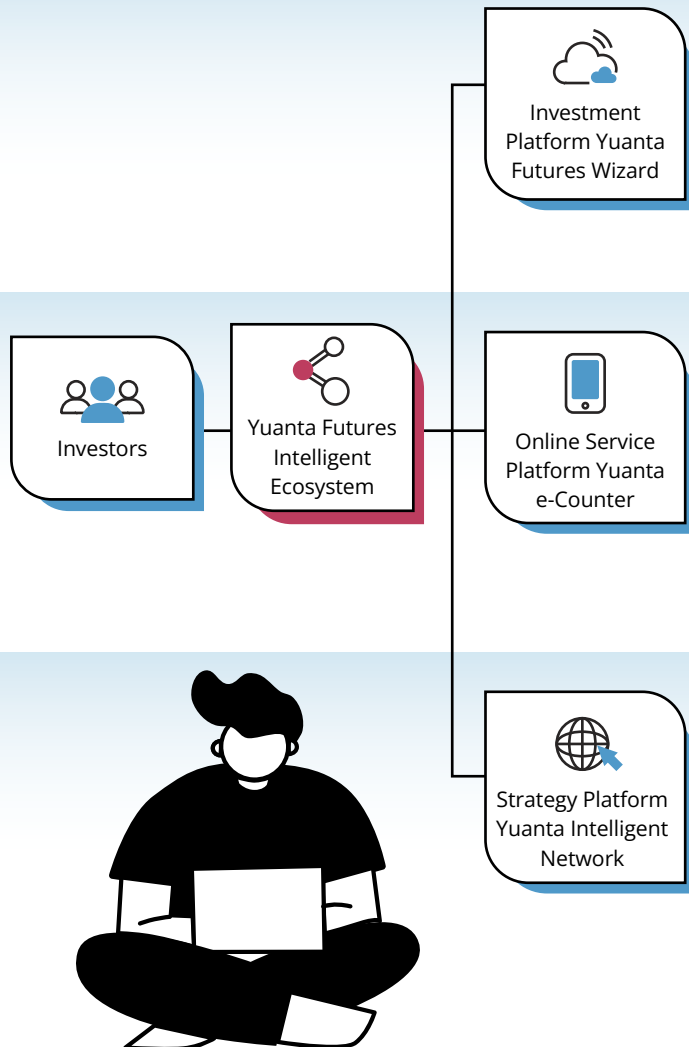 Investment
Platform Yuanta
Futures Wizard
Investors
Yuanta Futures
Intelligent
Ecosystem
Online Service
Platform Yuanta
e-Counter
Strategy Platform
Yuanta Intelligent
Network